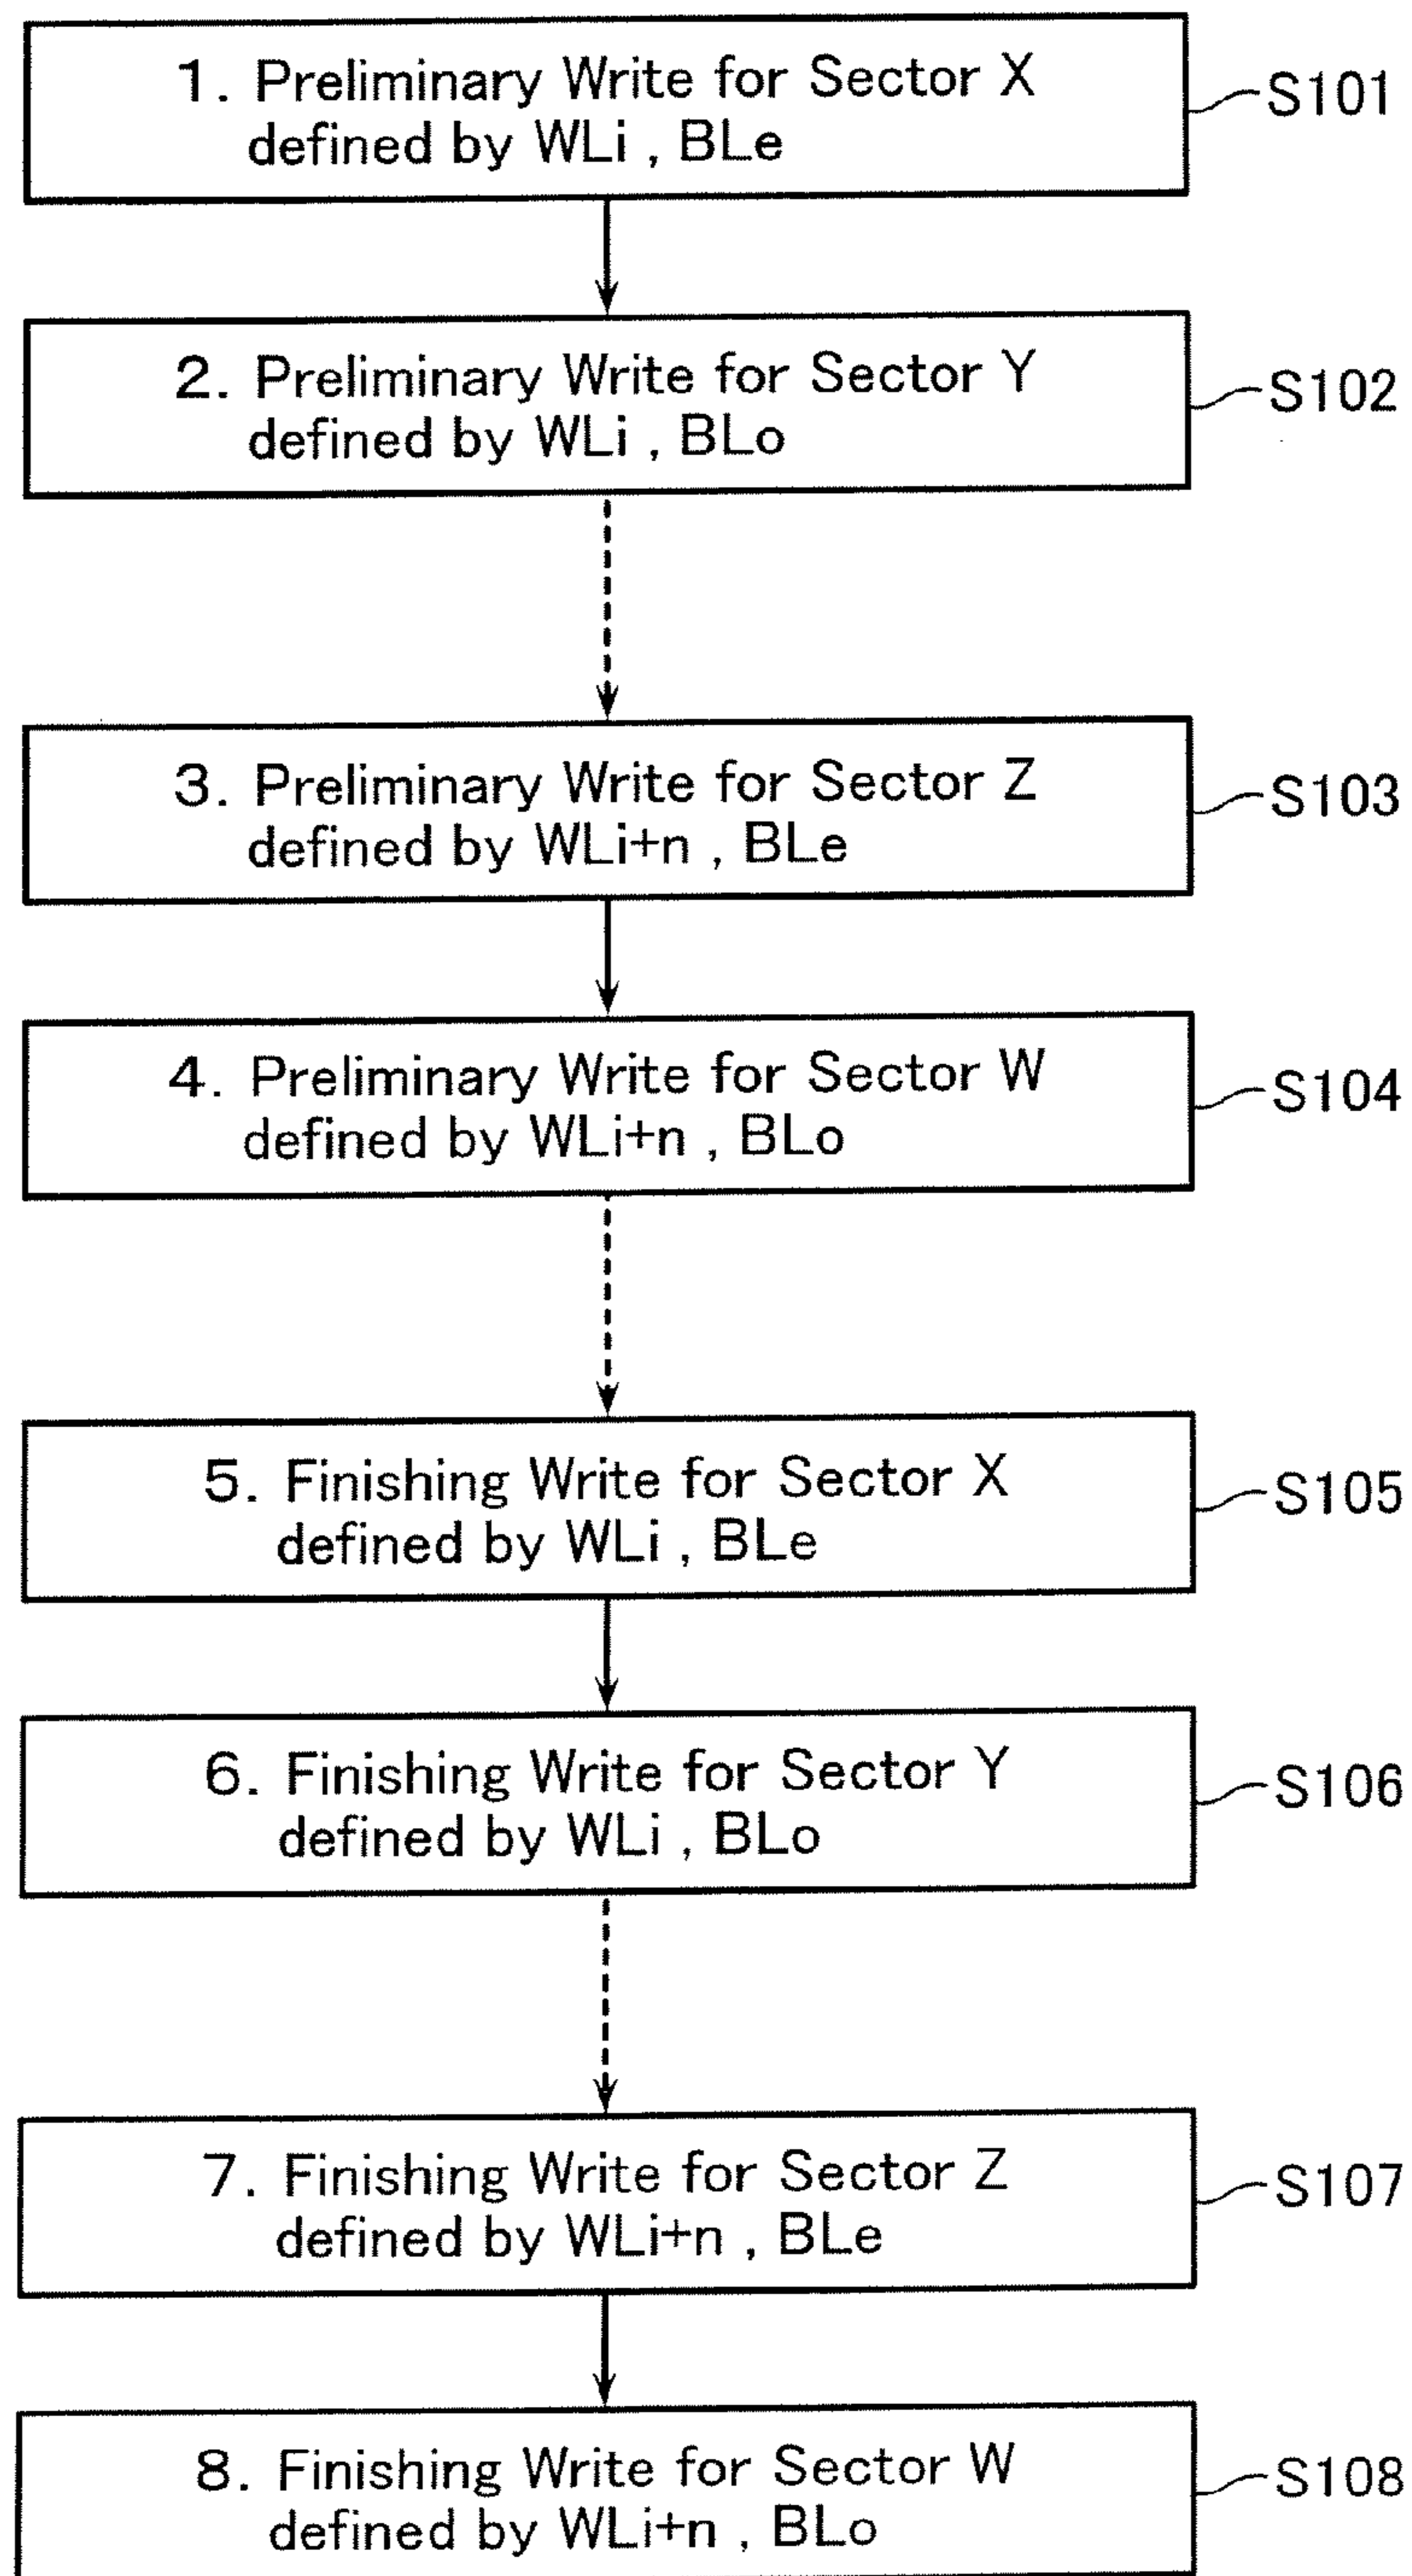 1. Preliminary Write for Sector X
defined by WLi , BLe
S101
2. Preliminary Write for Sector Y
defined by WLi , BLo
S102
3. Preliminary Write for Sector Z
defined by WLi+n , BLe
S103
4. Preliminary Write for Sector W
defined by WLi+n , BLo
S104
5. Finishing Write for Sector X
defined by WLi , BLe
S105
6. Finishing Write for Sector Y
defined by WLi , BLo
S106
7. Finishing Write for Sector Z
defined by WLi+n , BLe
S107
8. Finishing Write for Sector W
defined by WLi+n , BLo
S108